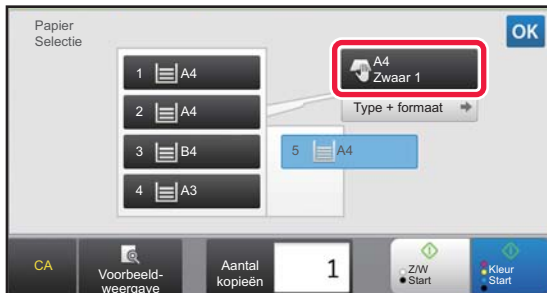 Papier
Selectie
OK
1 A4
2 A4
3 B4
4 A3
A4
Zwaar 1
Type + formaat
5 A4
CA
Voorbeeld-
weergave
Aantal
kopieën
1
Z/W
Start
Kleur
Start